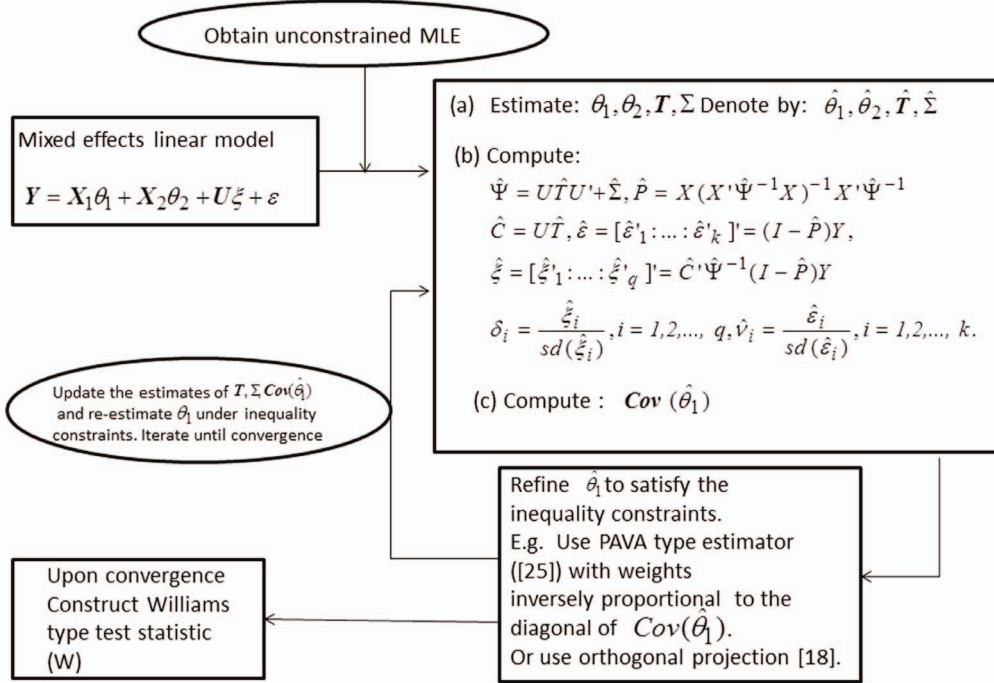 Obtain unconstrained MLE
Mixed effects linear model
Y = X₁θ₁ + X₂θ₂ + Uξ + ε
(a) Estimate: θ₁, θ₂, T, Σ Denote by: θ̂₁, θ̂₂, T̂, Σ̂
(b) Compute:
Ψ̂ = UT̂U'+Σ̂, P̂ = X(X'Ψ̂⁻¹X)⁻¹X'Ψ̂⁻¹
Ĉ = UT̂, ε̂ = [ε̂'₁:...:ε̂'ₖ]' = (I − P̂)Y,
ξ̂ = [ξ̂'₁:...:ξ̂'q]' = Ĉ'Ψ̂⁻¹(I − P̂)Y
δᵢ = ξ̂ᵢ / sd(ξ̂ᵢ), i = 1,2,..., q, ν̂ᵢ = ε̂ᵢ / sd(ε̂ᵢ), i = 1,2,..., k.
(c) Compute : Cov (θ̂₁)
Update the estimates of T, Σ, Cov(θ̂₁)
and re-estimate θ₁ under inequality
constraints. Iterate until convergence
Refine θ̂₁ to satisfy the
inequality constraints.
E.g. Use PAVA type estimator
([25]) with weights
inversely proportional to the
diagonal of Cov(θ̂₁).
Or use orthogonal projection [18].
Upon convergence
Construct Williams
type test statistic
(W)